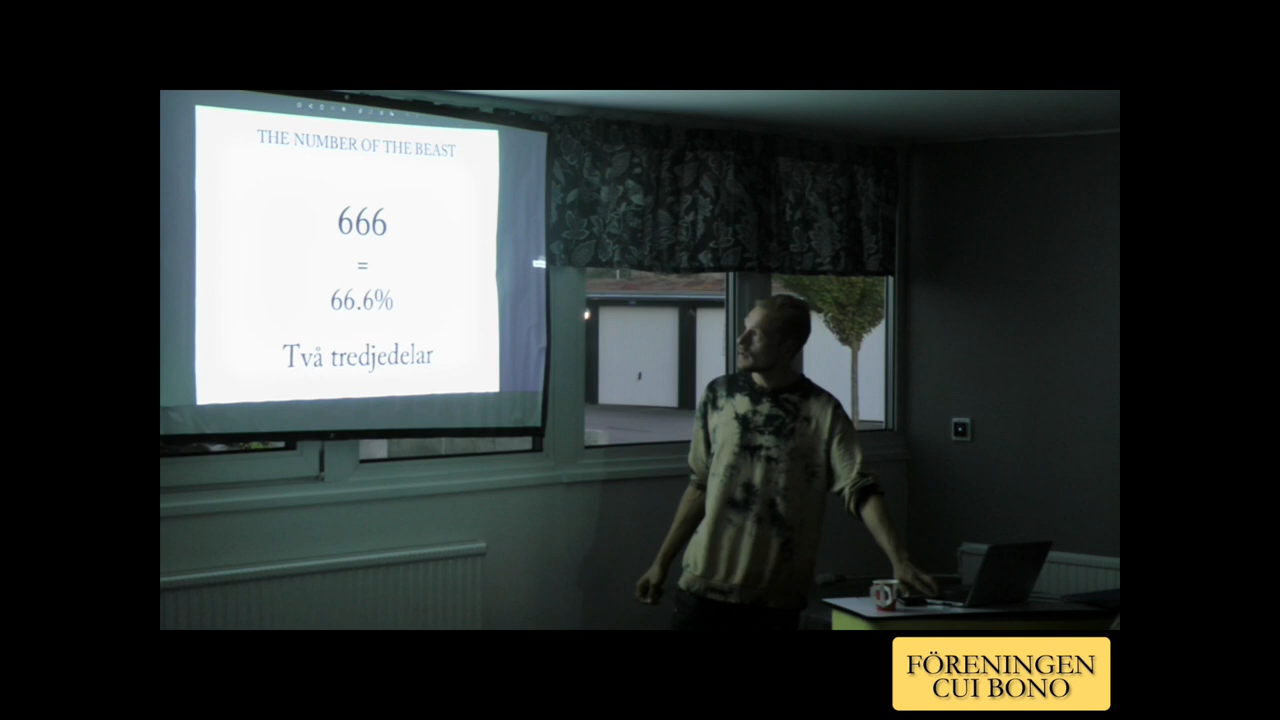 THE NUMBER OF THE BEAST
666
=
66.6%
Två tredjedelar
FÖRENINGEN
CUI BONO